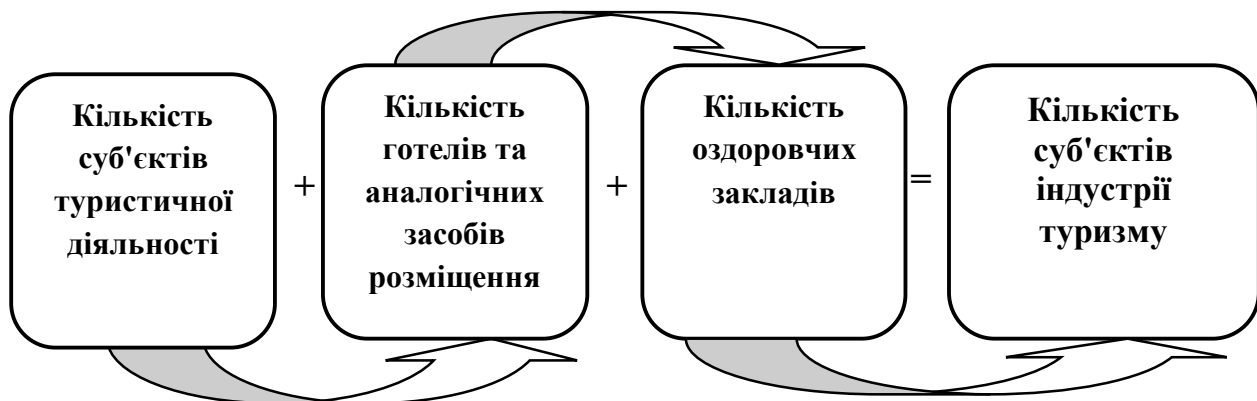 Кількість
суб'єктів
туристичної
діяльності
+
Кількість
готелів та
аналогічних
засобів
розміщення
+
Кількість
оздоровчих
закладів
=
Кількість
суб'єктів
індустрії
туризму